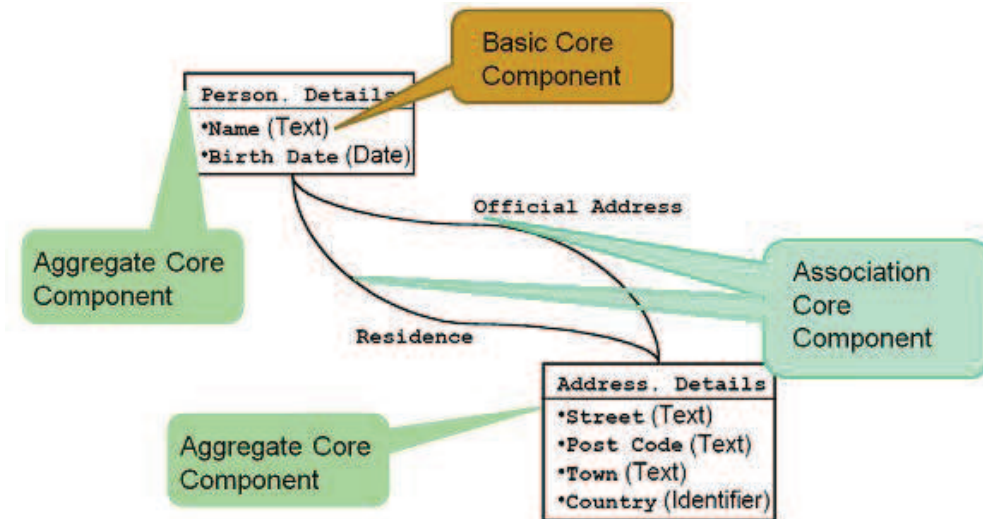 Basic Core
Component
Person. Details
•Name (Text)
•Birth Date (Date)
Official Address
Aggregate Core
Component
Association
Core
Component
Residence
Address. Details
•Street (Text)
•Post Code (Text)
•Town (Text)
•Country (Identifier)
Aggregate Core
Component